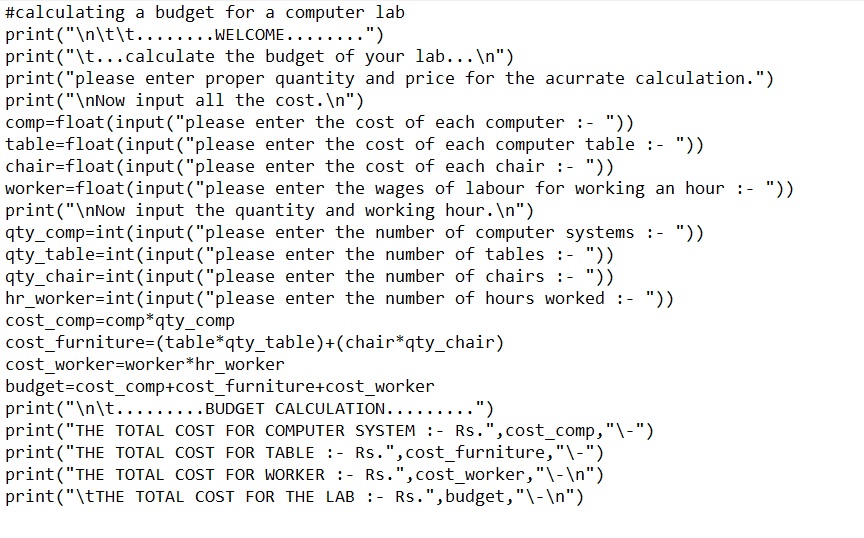 #calculating a budget for a computer lab
print("\n\t\t........WELCOME........")
print("\t...calculate the budget of your lab...\n")
print("please enter proper quantity and price for the acurrate calculation.")
print("\nNow input all the cost.\n")
comp=float(input("please enter the cost of each computer :- "))
table=float(input("please enter the cost of each computer table :- "))
chair=float(input("please enter the cost of each chair :- "))
worker=float(input("please enter the wages of labour for working an hour :- "))
print("\nNow input the quantity and working hour.\n")
qty_comp=int(input("please enter the number of computer systems :- "))
qty_table=int(input("please enter the number of tables :- "))
qty_chair=int(input("please enter the number of chairs :- "))
hr_worker=int(input("please enter the number of hours worked :- "))
cost_comp=comp*qty_comp
cost_furniture=(table*qty_table)+(chair*qty_chair)
cost_worker=worker*hr_worker
budget=cost_comp+cost_furniture+cost_worker
print("\n\t.........BUDGET CALCULATION.........")
print("THE TOTAL COST FOR COMPUTER SYSTEM :- Rs.",cost_comp,"\-")
print("THE TOTAL COST FOR TABLE :- Rs.",cost_furniture,"\-")
print("THE TOTAL COST FOR WORKER :- Rs.",cost_worker,"\-\n")
print("\tTHE TOTAL COST FOR THE LAB :- Rs.",budget,"\-\n")